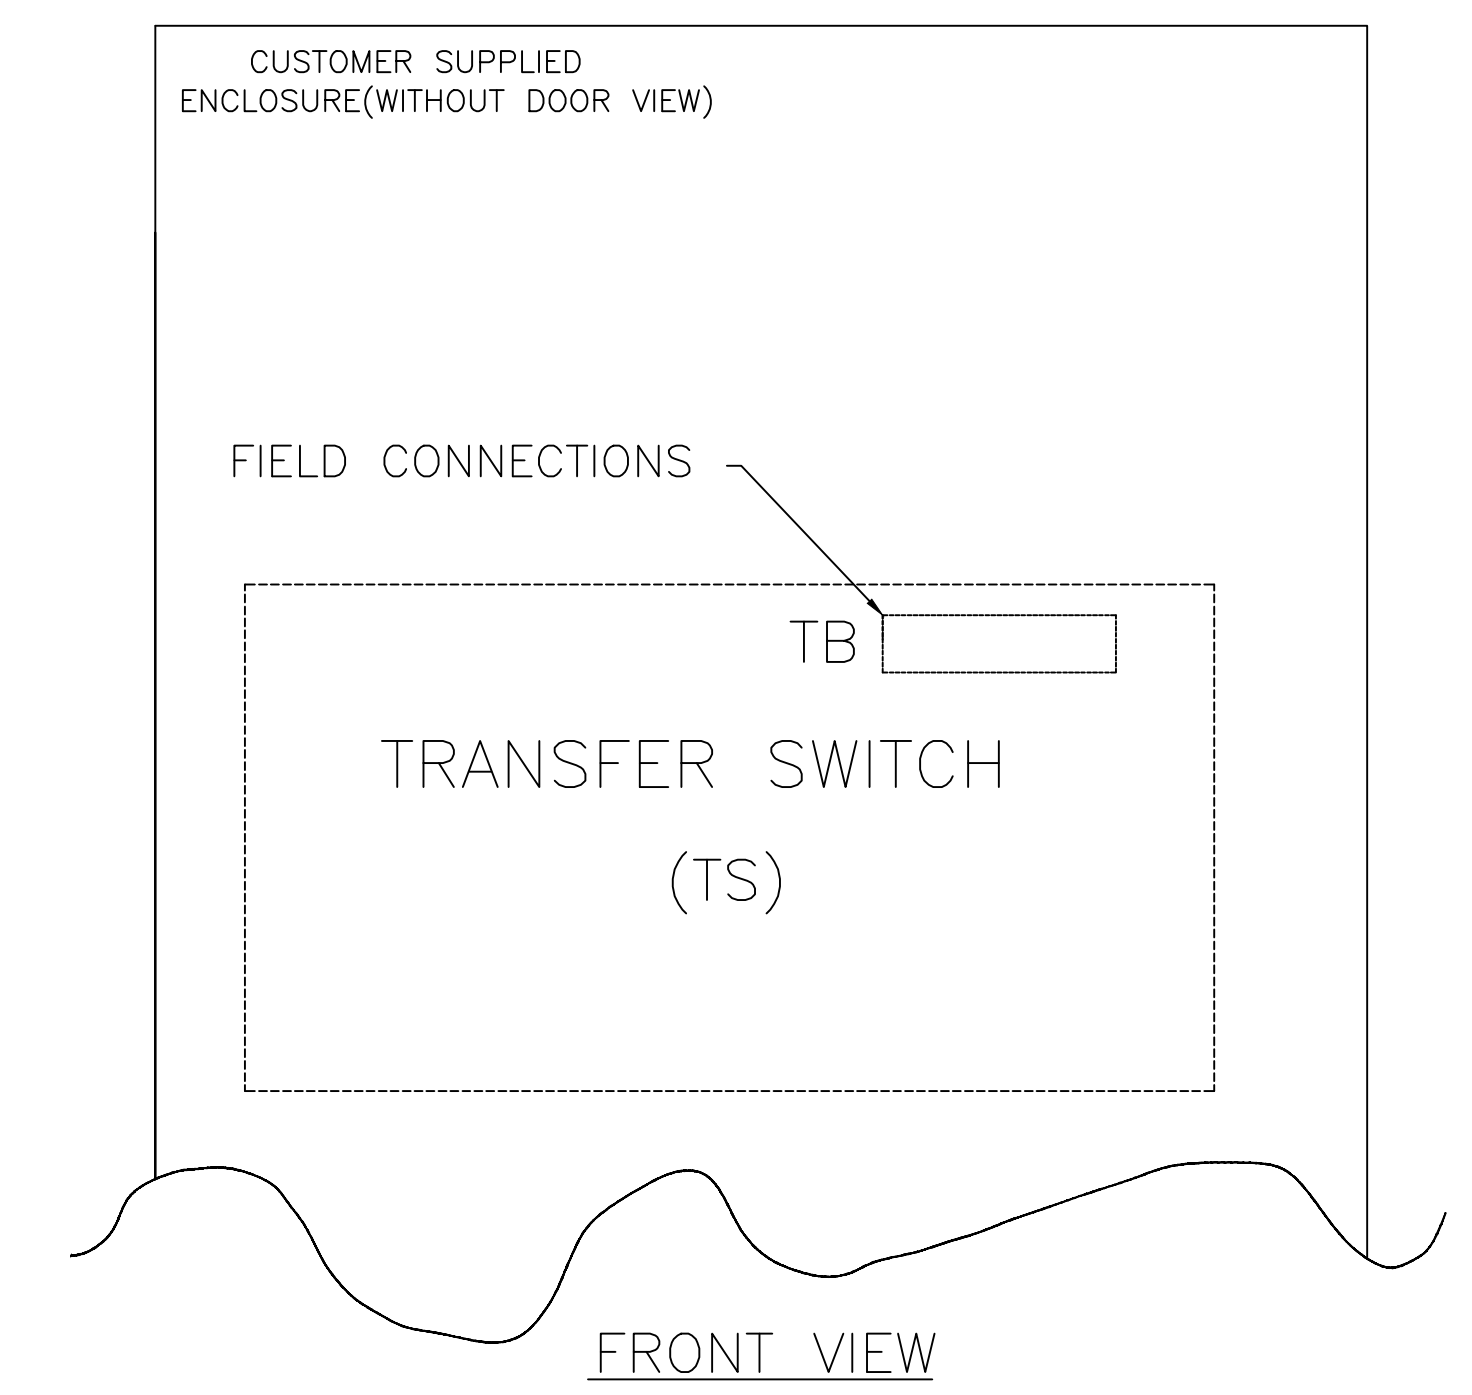 CUSTOMER SUPPLIED
ENCLOSURE(WITHOUT DOOR VIEW)
FIELD CONNECTIONS
TB
TRANSFER SWITCH
(TS)
FRONT VIEW